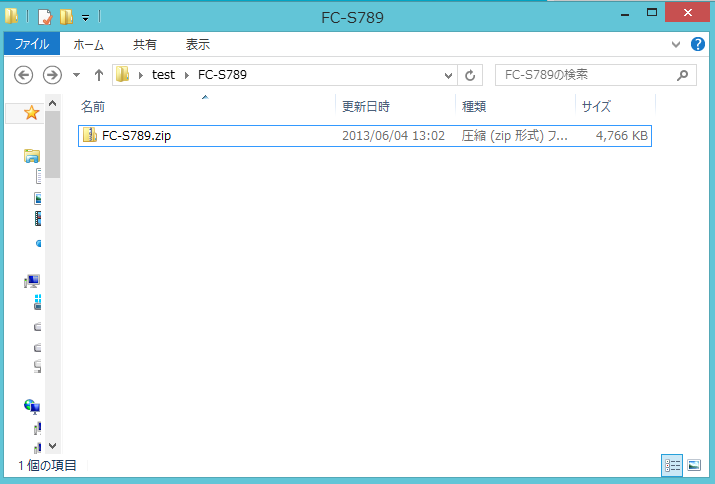 FC-S789
ファイル ホーム 共有 表示
test FC-S789 FC-S789の検索
名前 更新日時 種類 サイズ
FC-S789.zip 2013/06/04 13:02 圧縮 (zip 形式) フ... 4,766 KB
1個の項目